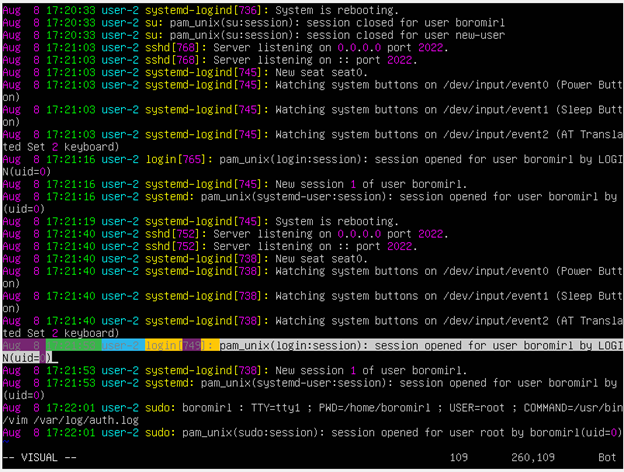 Aug  8 17:20:33 user-2 systemd-logind[736]: System is rebooting.
Aug  8 17:20:33 user-2 su: pam_unix(su:session): session closed for user boromirl
Aug  8 17:20:33 user-2 su: pam_unix(su:session): session closed for user new-user
Aug  8 17:21:03 user-2 sshd[768]: Server listening on 0.0.0.0 port 2022.
Aug  8 17:21:03 user-2 sshd[768]: Server listening on :: port 2022.
Aug  8 17:21:03 user-2 systemd-logind[745]: New seat seat0.
Aug  8 17:21:03 user-2 systemd-logind[745]: Watching system buttons on /dev/input/event0 (Power Butt
on)
Aug  8 17:21:03 user-2 systemd-logind[745]: Watching system buttons on /dev/input/event1 (Sleep Butt
on)
Aug  8 17:21:03 user-2 systemd-logind[745]: Watching system buttons on /dev/input/event2 (AT Transla
ted Set 2 keyboard)
Aug  8 17:21:16 user-2 login[765]: pam_unix(login:session): session opened for user boromirl by LOGI
N(uid=0)
Aug  8 17:21:16 user-2 systemd-logind[745]: New session 1 of user boromirl.
Aug  8 17:21:16 user-2 systemd: pam_unix(systemd-user:session): session opened for user boromirl by
(uid=0)
Aug  8 17:21:19 user-2 systemd-logind[745]: System is rebooting.
Aug  8 17:21:40 user-2 sshd[752]: Server listening on 0.0.0.0 port 2022.
Aug  8 17:21:40 user-2 sshd[752]: Server listening on :: port 2022.
Aug  8 17:21:40 user-2 systemd-logind[738]: New seat seat0.
Aug  8 17:21:40 user-2 systemd-logind[738]: Watching system buttons on /dev/input/event0 (Power Butt
on)
Aug  8 17:21:40 user-2 systemd-logind[738]: Watching system buttons on /dev/input/event1 (Sleep Butt
on)
Aug  8 17:21:40 user-2 systemd-logind[738]: Watching system buttons on /dev/input/event2 (AT Transla
ted Set 2 keyboard)
Aug  8 user-2 login[749]: pam_unix(login:session): session opened for user boromirl by LOGI
N(uid=0)
Aug  8 17:21:53 user-2 systemd-logind[738]: New session 1 of user boromirl.
Aug  8 17:21:53 user-2 systemd: pam_unix(systemd-user:session): session opened for user boromirl by
(uid=0)
Aug  8 17:22:01 user-2 sudo: boromirl : TTY=tty1 ; PWD=/home/boromirl ; USER=root ; COMMAND=/usr/bin
/vim /var/log/auth.log
Aug  8 17:22:01 user-2 sudo: pam_unix(sudo:session): session opened for user root by boromirl(uid=0)
~
-- VISUAL -- 109 260,109 Bot